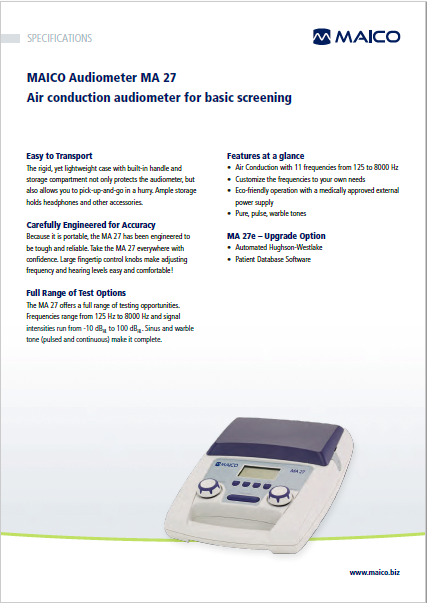 SPECIFICATIONS
MAICO
MAICO Audiometer MA 27
Air conduction audiometer for basic screening
Easy to Transport
The rigid, yet lightweight case with built-in handle and
storage compartment not only protects the audiometer, but
also allows you to pick-up-and-go in a hurry. Ample storage
holds headphones and other accessories.
Carefully Engineered for Accuracy
Because it is portable, the MA 27 has been engineered to
be tough and reliable. Take the MA 27 everywhere with
confidence. Large fingertip control knobs make adjusting
frequency and hearing levels easy and comfortable!
Full Range of Test Options
The MA 27 offers a full range of testing opportunities.
Frequencies range from 125 Hz to 8000 Hz and signal
intensities run from -10 dBHL to 100 dBHL. Sinus and warble
tone (pulsed and continuous) make it complete.
Features at a glance
• Air Conduction with 11 frequencies from 125 to 8000 Hz
• Customize the frequencies to your own needs
• Eco-friendly operation with a medically approved external
power supply
• Pure, pulse, warble tones
MA 27e – Upgrade Option
• Automated Hughson-Westlake
• Patient Database Software
MAICO
MA 27
www.maico.biz